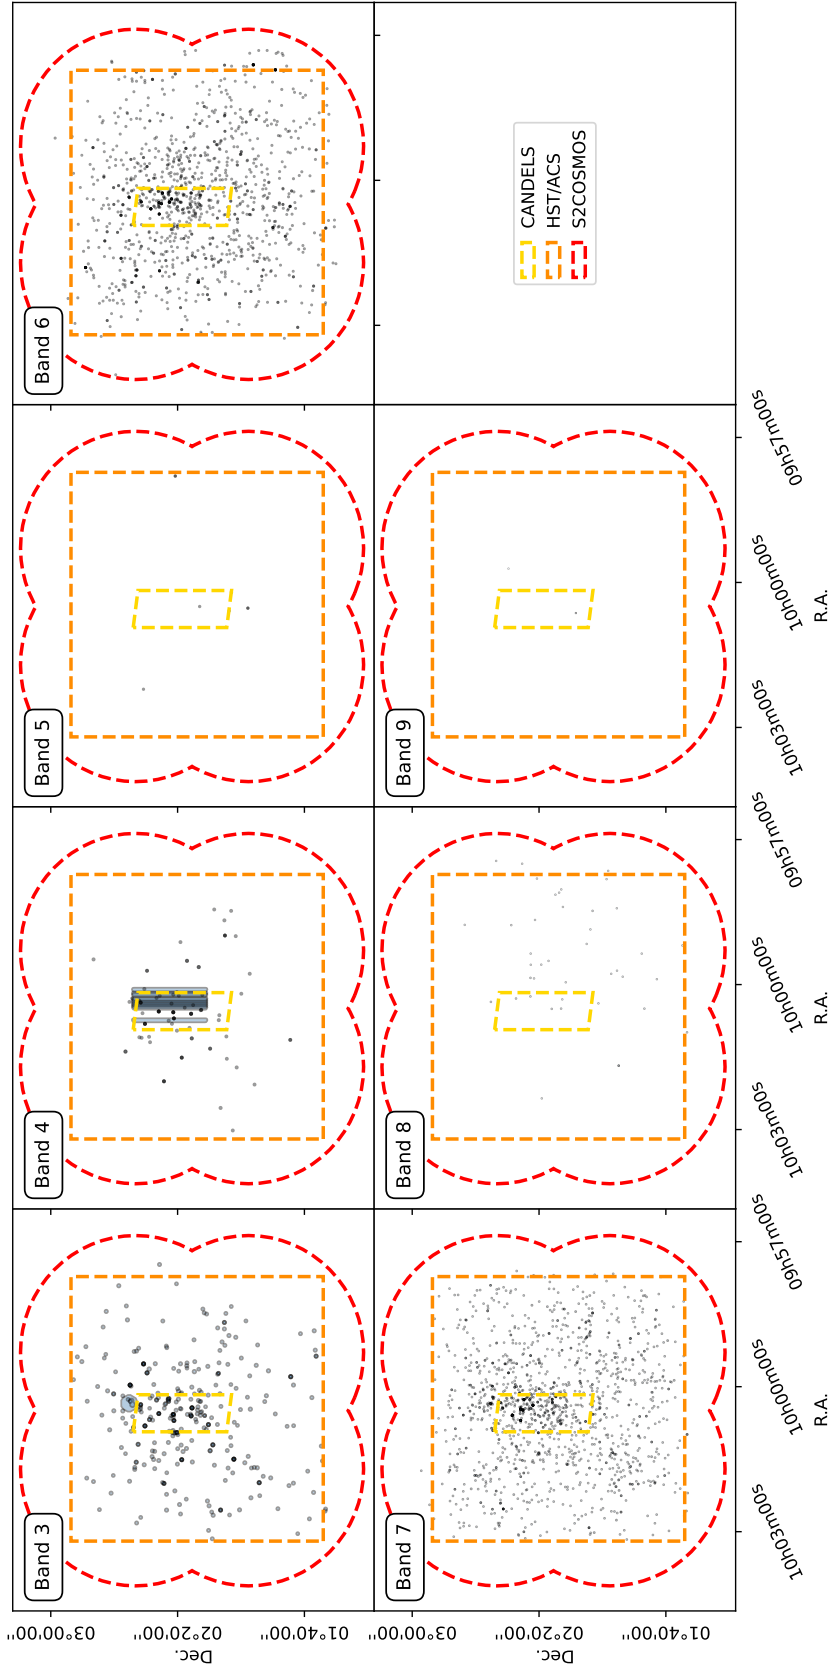 Band 3
Band 4
Band 5
Band 6
03°00'00"
02°20'00"
01°40'00"
Dec.
Band 7
Band 8
Band 9
CANDELS
HST/ACS
S2COSMOS
03°00'00"
02°20'00"
01°40'00"
Dec.
10h03m00s
10h00m00s
09h57m00s
10h03m00s
10h00m00s
09h57m00s
10h03m00s
10h00m00s
09h57m00s
R.A.
R.A.
R.A.